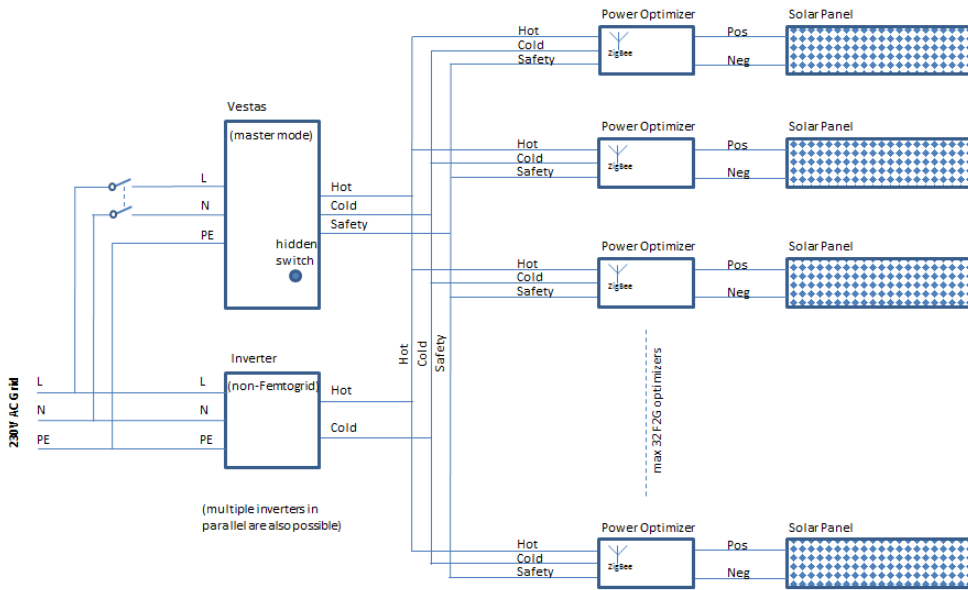 Power Optimizer
Solar Panel
Hot
Cold
Safety
ZigBee
Pos
Neg
Vestas
(master mode)
Power Optimizer
Solar Panel
Hot
Cold
Safety
ZigBee
Pos
Neg
L
N
PE
Hot
Cold
Safety
hidden
switch
Power Optimizer
Solar Panel
Hot
Cold
Safety
ZigBee
Pos
Neg
Hot
Cold
Safety
max 32 F2G optimizers
Inverter
(non-Femtogrid)
230V AC Grid
L
N
PE
L
N
PE
Hot
Cold
(multiple inverters in
parallel are also possible)
Power Optimizer
Solar Panel
Hot
Cold
Safety
ZigBee
Pos
Neg